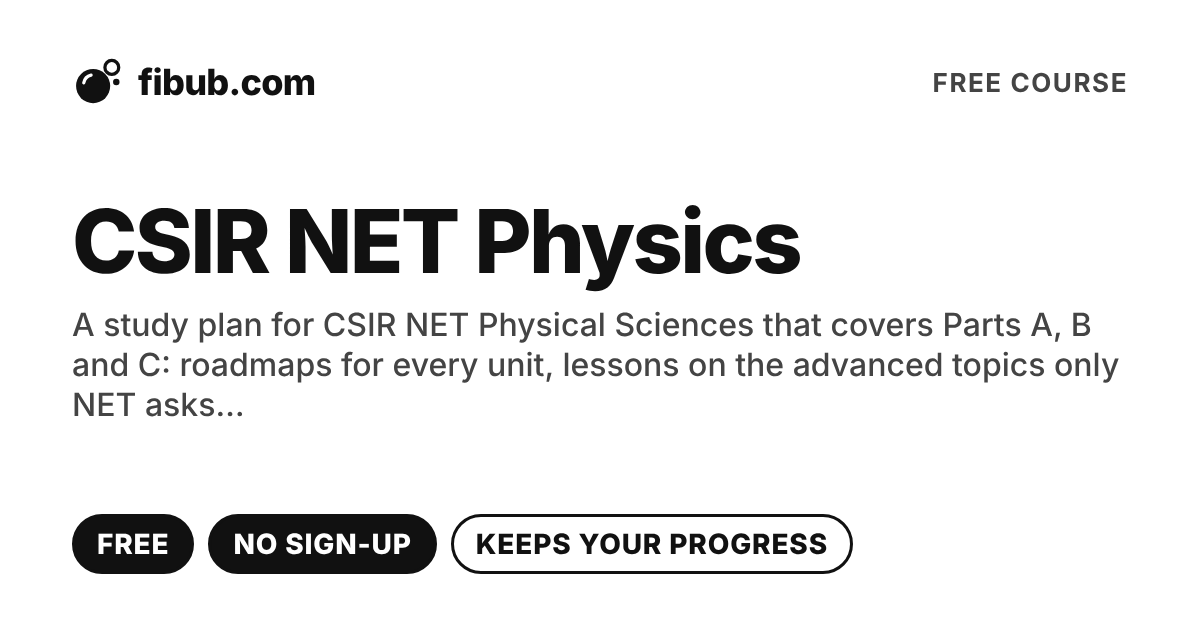 fibub.com
FREE COURSE
CSIR NET Physics
A study plan for CSIR NET Physical Sciences that covers Parts A, B
and C: roadmaps for every unit, lessons on the advanced topics only
NET asks...
FREE
NO SIGN-UP
KEEPS YOUR PROGRESS